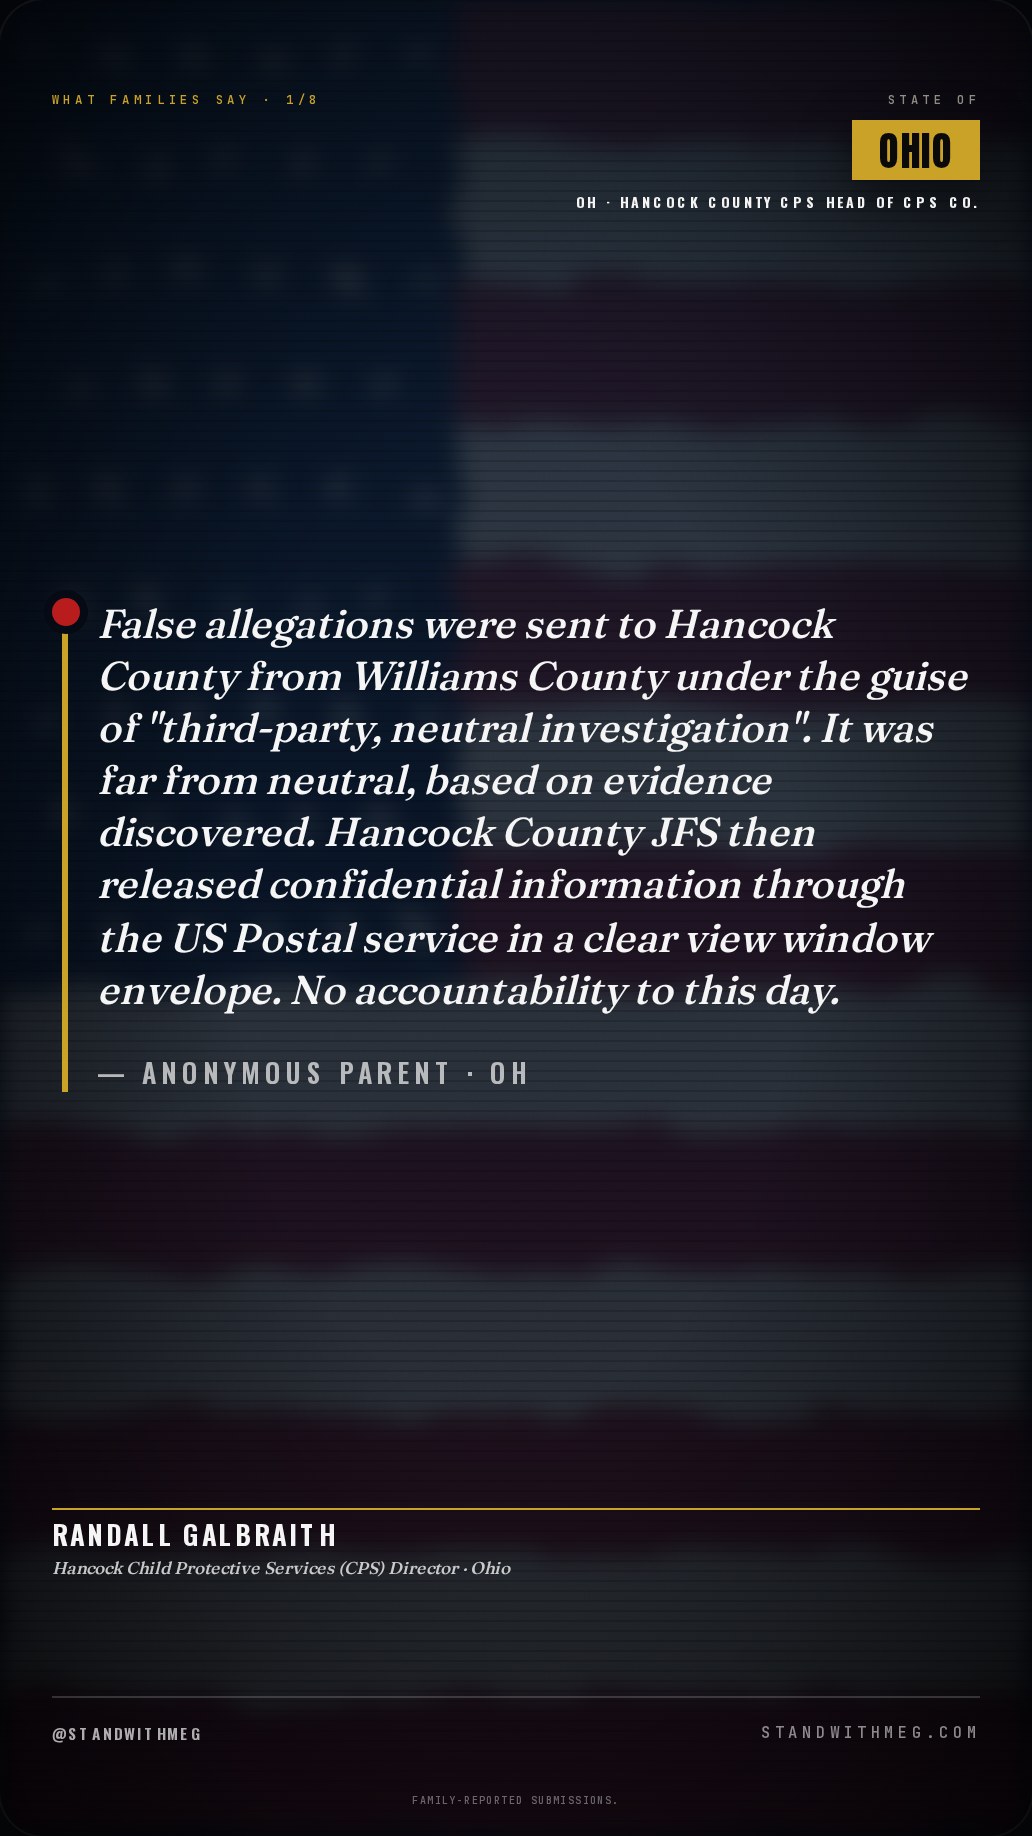 WHAT FAMILIES SAY · 1/8
STATE OF
OHIO
OH · HANCOCK COUNTY CPS HEAD OF CPS CO.
False allegations were sent to Hancock
County from Williams County under the guise
of "third-party, neutral investigation". It was
far from neutral, based on evidence
discovered. Hancock County JFS then
released confidential information through
the US Postal service in a clear view window
envelope. No accountability to this day.
— ANONYMOUS PARENT · OH
RANDALL GALBRAITH
Hancock Child Protective Services (CPS) Director · Ohio
@STANDWITHMEG
STANDWITHMEG.COM
FAMILY-REPORTED SUBMISSIONS.